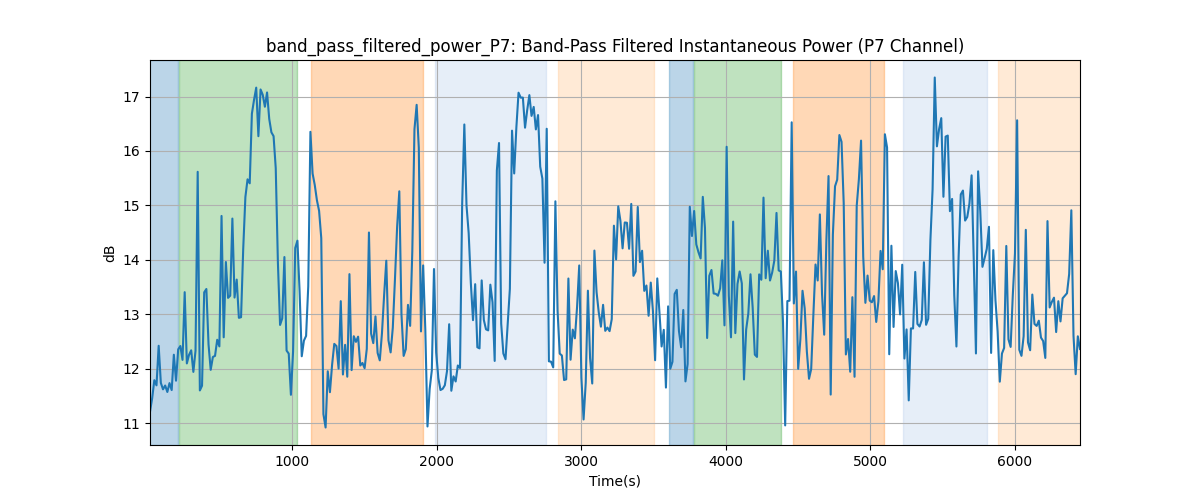 band_pass_filtered_power_P7: Band-Pass Filtered Instantaneous Power (P7 Channel)
17
16
15
14
13
12
11
dB
1000 2000 3000 4000 5000 6000
Time(s)